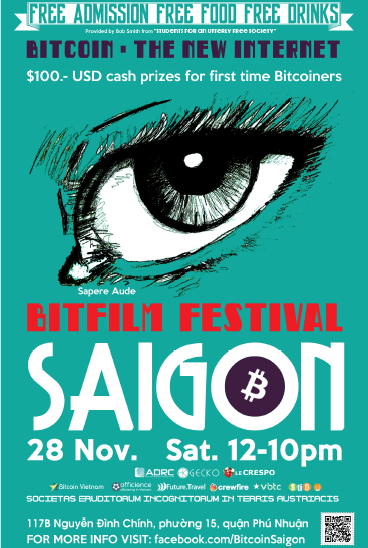 FREE ADMISSION FREE FOOD FREE DRINKS
Provided by Bob Smith from "STUDENTS FOR AN UTTERLY FREE SOCIETY"
BITCOIN · THE NEW INTERNET
$100.- USD cash prizes for first time Bitcoiners
Sapere Aude
BITFILM FESTIVAL
SAIGON
28 Nov. Sat. 12-10pm
ADRC GECKO LE CRESPO
Bitcoin Vietnam officience Future.Travel crewfire vbtc
SOCIETAS ERUDITORUM INCOGNITORUM IN TERRIS AUSTRIACIS
117B Nguyễn Đình Chính, phường 15, quận Phú Nhuận
FOR MORE INFO VISIT: facebook.com/BitcoinSaigon